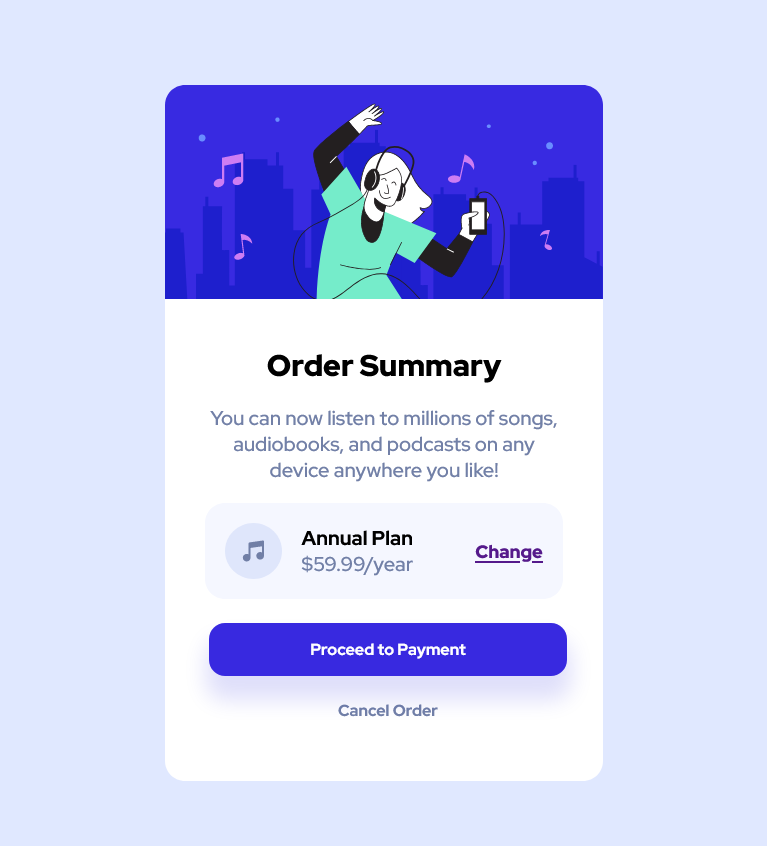 Order Summary
You can now listen to millions of songs,
audiobooks, and podcasts on any
device anywhere you like!
Annual Plan
$59.99/year
Change
Proceed to Payment
Cancel Order